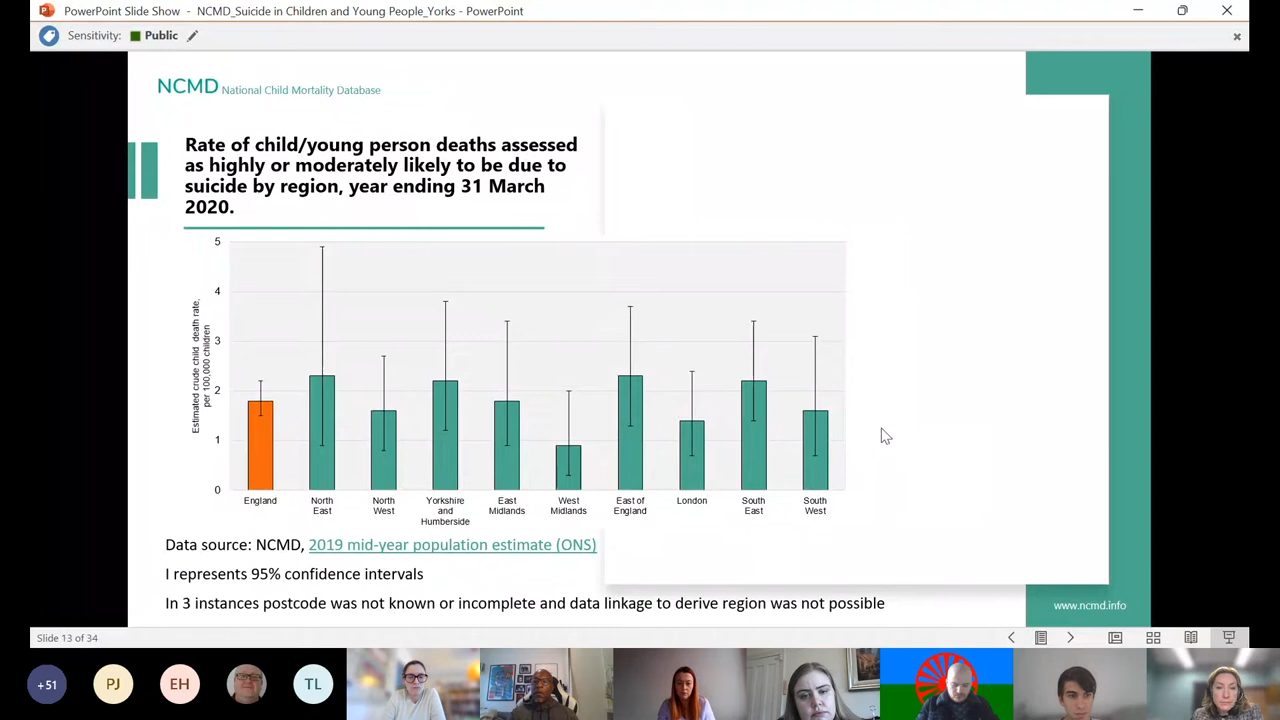 PowerPoint Slide Show - NCMD_Suicide in Children and Young People_Yorks - PowerPoint
Sensitivity: Public
NCMD National Child Mortality Database
Rate of child/young person deaths assessed
as highly or moderately likely to be due to
suicide by region, year ending 31 March
2020.
Estimated crude child death rate,
per 100,000 children
5
4
3
2
1
0
England
North
East
North
West
Yorkshire
and
Humberside
East
Midlands
West
Midlands
East of
England
London
South
East
South
West
Data source: NCMD, 2019 mid-year population estimate (ONS)
I represents 95% confidence intervals
In 3 instances postcode was not known or incomplete and data linkage to derive region was not possible
www.ncmd.info
Slide 13 of 34
+51
PJ
EH
TL